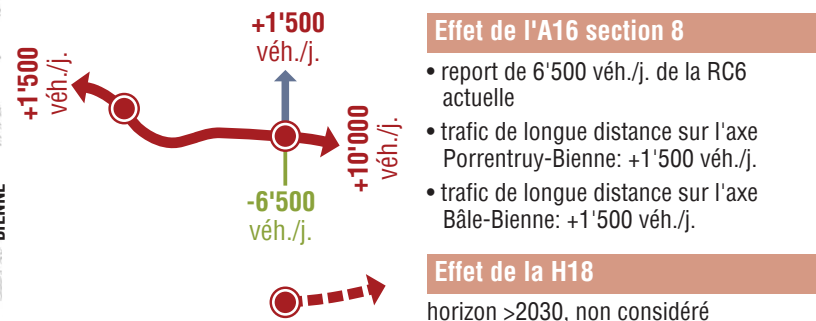 BIENNE
+1'500
véh./j.
+1'500
véh./j.
+10'000
véh./j.
-6'500
véh./j.
Effet de l'A16 section 8
• report de 6'500 véh./j. de la RC6
actuelle
• trafic de longue distance sur l'axe
Porrentruy-Bienne: +1'500 véh./j.
• trafic de longue distance sur l'axe
Bâle-Bienne: +1'500 véh./j.
Effet de la H18
horizon >2030, non considéré